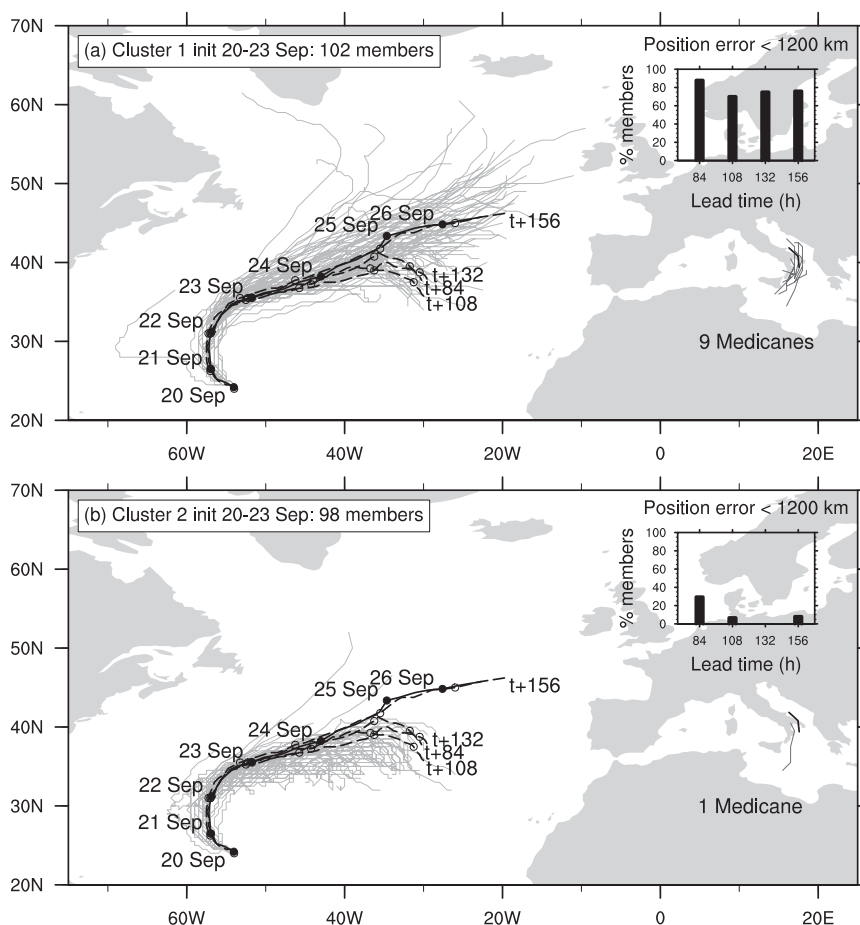 70N
(a) Cluster 1 init 20-23 Sep: 102 members
Position error < 1200 km
100
80
60
40
20
0
% members
84 108 132 156
Lead time (h)
60N
50N
40N
30N
20N
26 Sep
25 Sep
t+156
24 Sep
t+132
t+84
t+108
23 Sep
22 Sep
21 Sep
20 Sep
9 Medicanes
60W 40W 20W 0 20E
70N
(b) Cluster 2 init 20-23 Sep: 98 members
Position error < 1200 km
100
80
60
40
20
0
% members
84 108 132 156
Lead time (h)
60N
50N
40N
30N
20N
26 Sep
25 Sep
t+156
24 Sep
t+132
t+84
t+108
23 Sep
22 Sep
21 Sep
20 Sep
1 Medicane
60W 40W 20W 0 20E